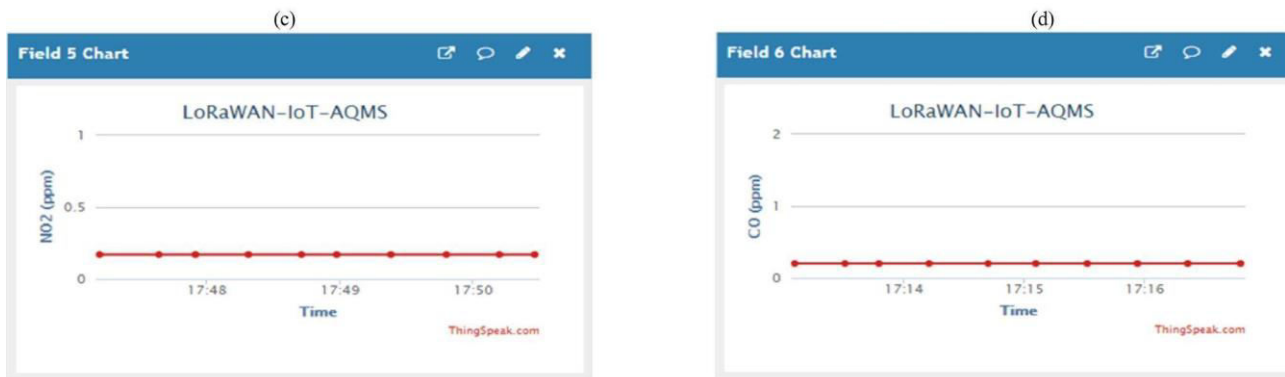 (c)
Field 5 Chart
LoRaWAN-IoT-AQMS
1
0.5
0
NO2 (ppm)
17:48 17:49 17:50
Time
ThingSpeak.com
(d)
Field 6 Chart
LoRaWAN-IoT-AQMS
2
1
0
CO (ppm)
17:14 17:15 17:16
Time
ThingSpeak.com